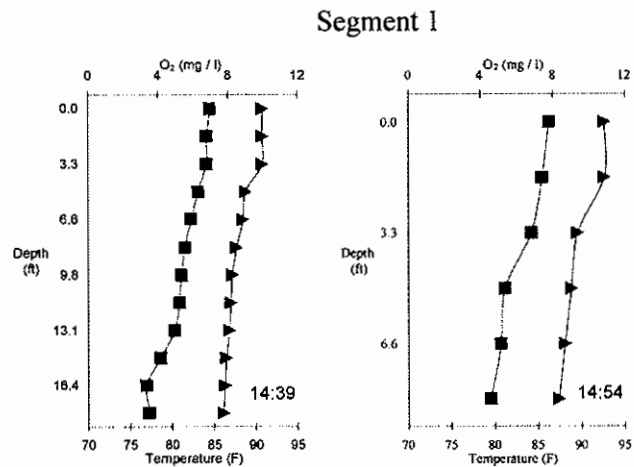 Segment 1
O₂ (mg / l)
0 4 8 12
0.0
3.3
6.6
Depth
(ft)
9.8
13.1
16.4
14:39
70 75 80 85 90 95
Temperature (F)
O₂ (mg / l)
0 4 8 12
0.0
3.3
Depth
(ft)
6.6
14:54
70 75 80 85 90 95
Temperature (F)